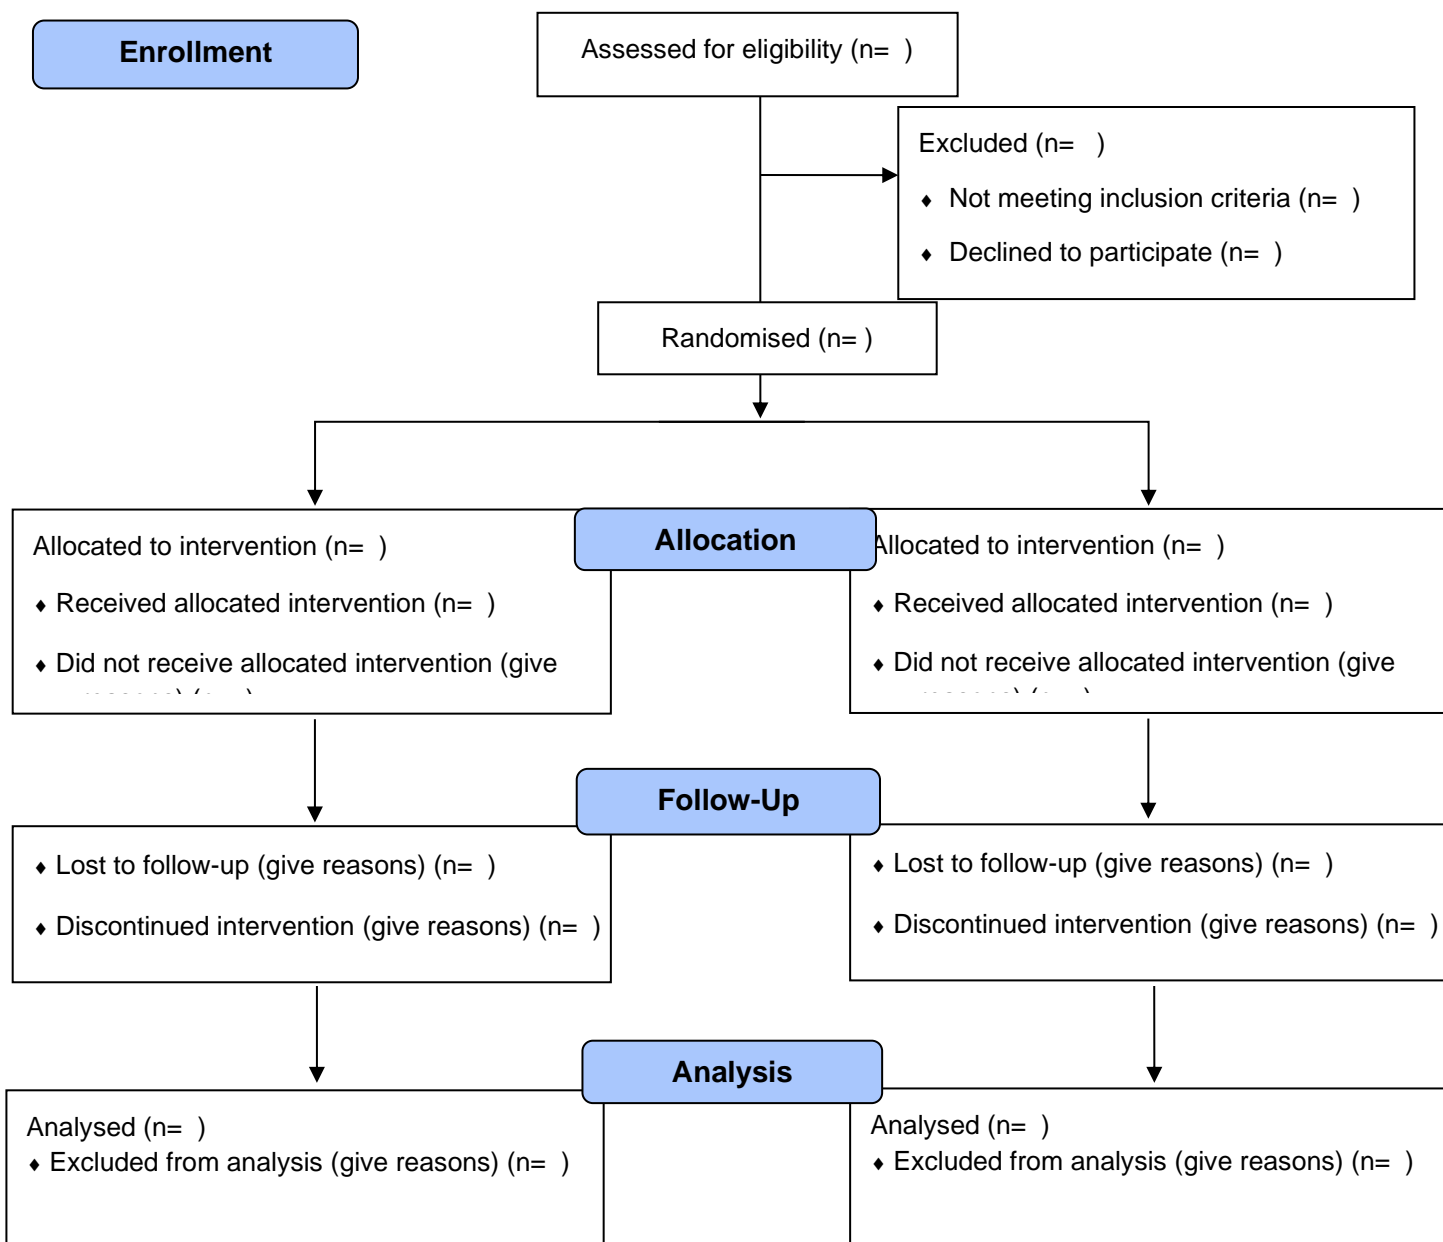 Enrollment
Assessed for eligibility (n=  )
Excluded (n=   )
♦ Not meeting inclusion criteria (n=  )
♦ Declined to participate (n=  )
Randomised (n= )
Allocation
Allocated to intervention (n=  )
♦ Received allocated intervention (n=  )
♦ Did not receive allocated intervention (give
Allocated to intervention (n=  )
♦ Received allocated intervention (n=  )
♦ Did not receive allocated intervention (give
Follow-Up
♦ Lost to follow-up (give reasons) (n=  )
♦ Discontinued intervention (give reasons) (n=  )
♦ Lost to follow-up (give reasons) (n=  )
♦ Discontinued intervention (give reasons) (n=  )
Analysis
Analysed (n=  )
♦ Excluded from analysis (give reasons) (n=  )
Analysed (n=  )
♦ Excluded from analysis (give reasons) (n=  )